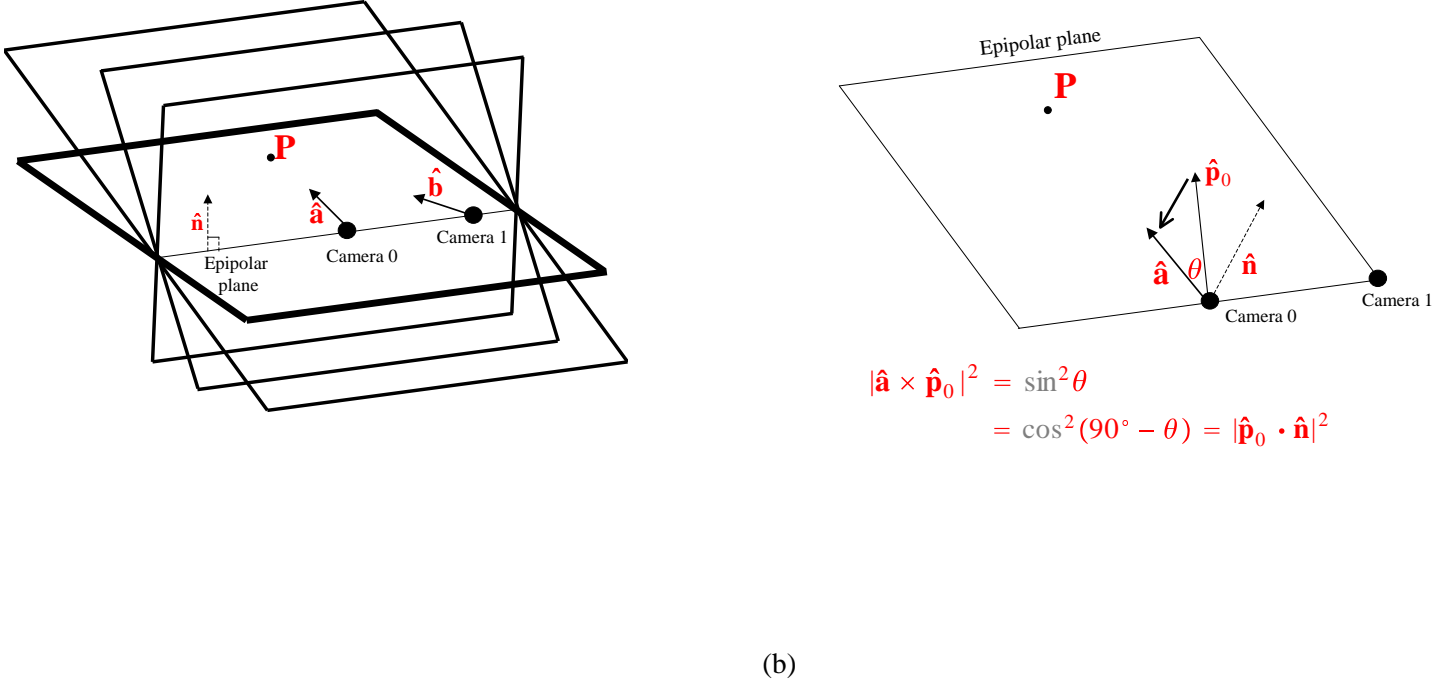 P
n̂
â
b̂
Camera 1
Camera 0
Epipolar
plane
Epipolar plane
P
p̂₀
â
θ
n̂
Camera 1
Camera 0
|â × p̂₀|² = sin²θ
= cos²(90° − θ) = |p̂₀ · n̂|²
(b)